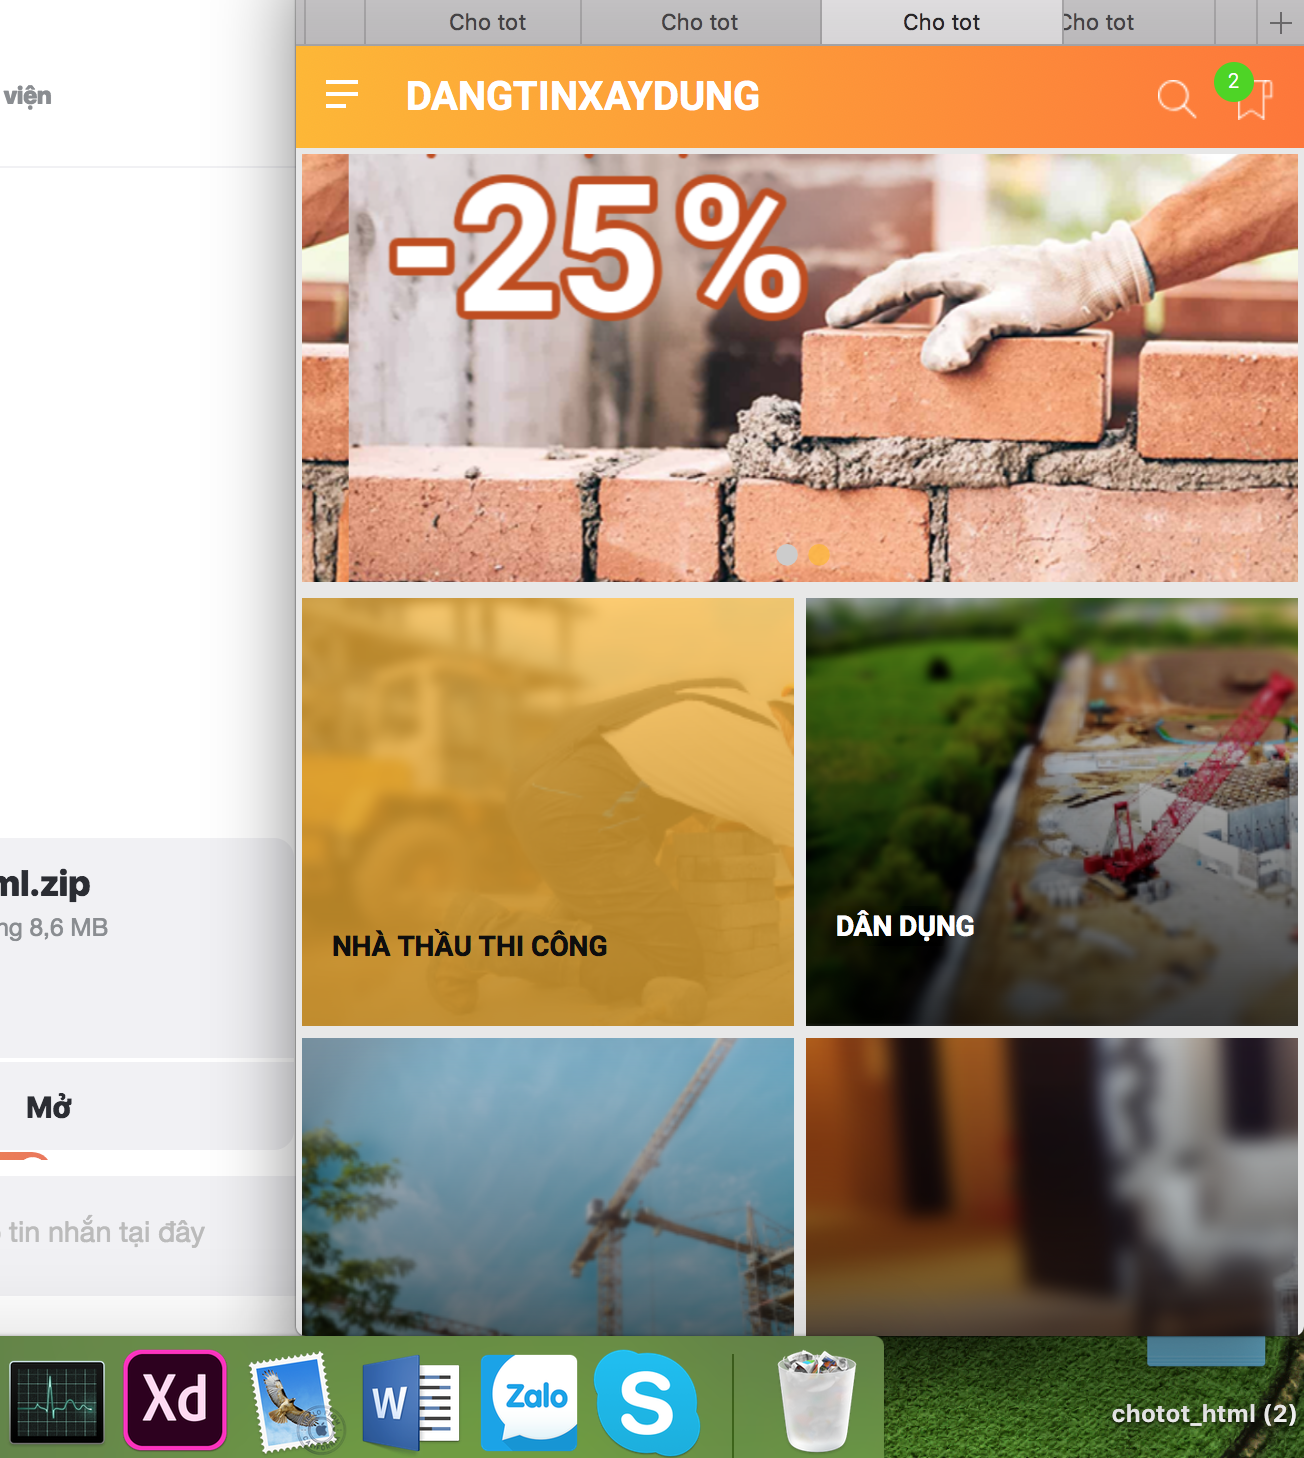 viện
ml.zip
ng 8,6 MB
Mở
tin nhắn tại đây
Cho tot
Cho tot
Cho tot
Cho tot
DANGTINXAYDUNG
2
-25%
NHÀ THẦU THI CÔNG
DÂN DỤNG
Xd
W
Zalo
S
chotot_html (2)